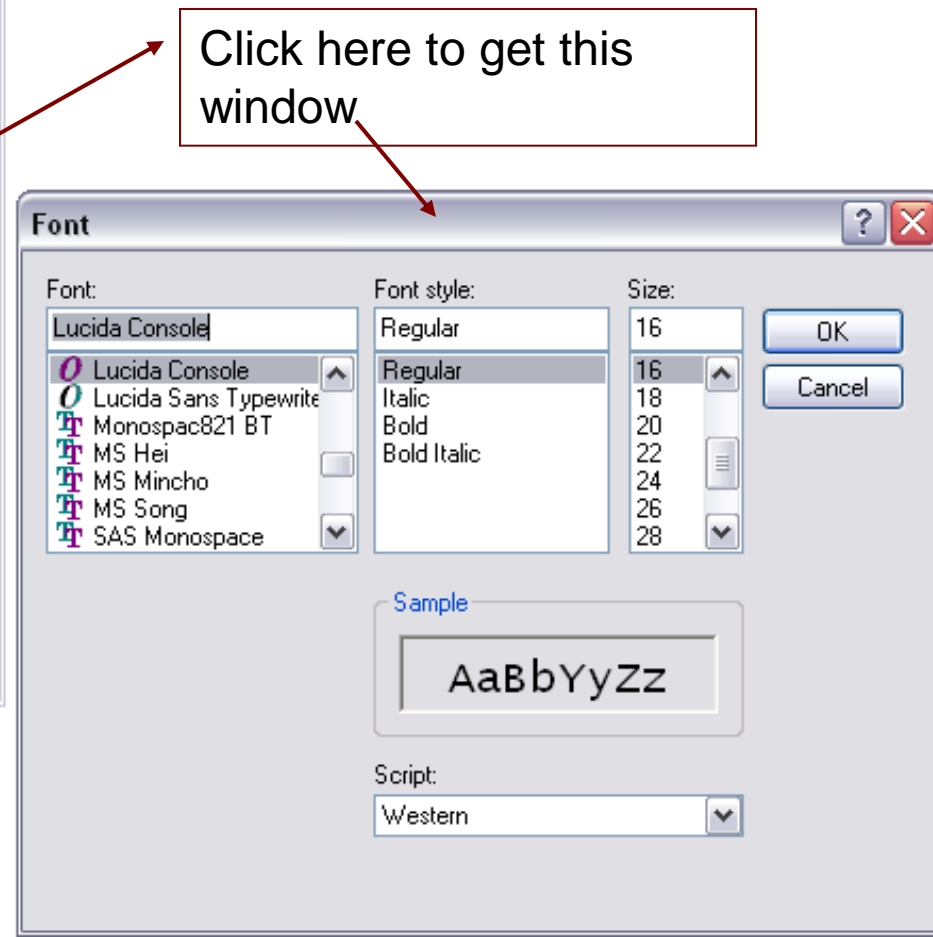 Click here to get this
window
Font
Font:
Font style:
Size:
Lucida Console
Regular
16
OK
Cancel
Lucida Console
Lucida Sans Typewrite
Monospac821 BT
MS Hei
MS Mincho
MS Song
SAS Monospace
Regular
Italic
Bold
Bold Italic
16
18
20
22
24
26
28
Sample
AaBbYyZz
Script:
Western